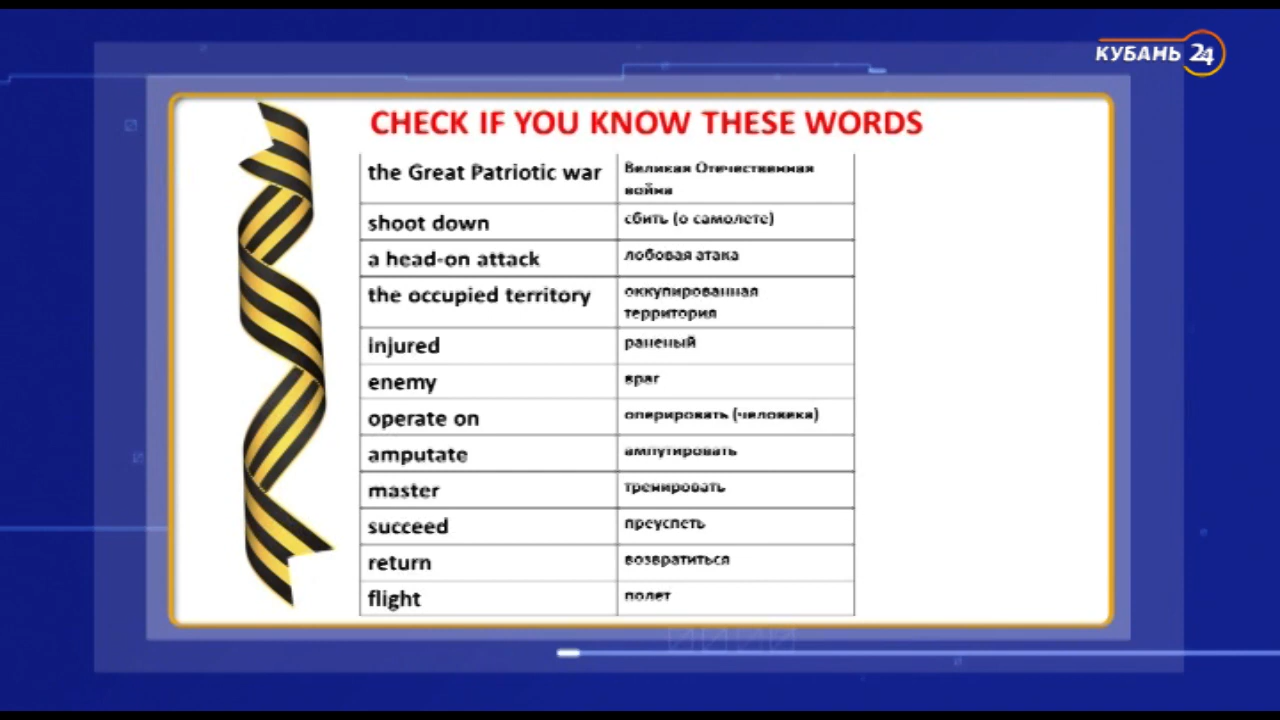 КУБАНЬ 24
CHECK IF YOU KNOW THESE WORDS
the Great Patriotic war
Великая Отечественная
война
shoot down
сбить (о самолете)
a head-on attack
лобовая атака
the occupied territory
оккупированная
территория
injured
раненый
enemy
враг
operate on
оперировать (человека)
amputate
ампутировать
master
тренировать
succeed
преуспеть
return
возвратиться
flight
полет